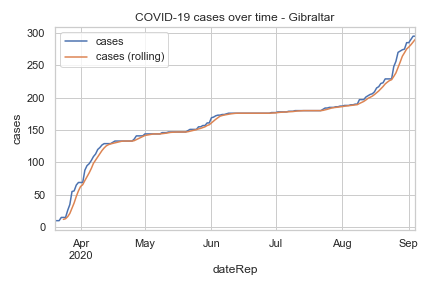 COVID-19 cases over time - Gibraltar
cases
cases (rolling)
300
250
200
150
100
50
0
cases
Apr
2020
May
Jun
Jul
Aug
Sep
dateRep